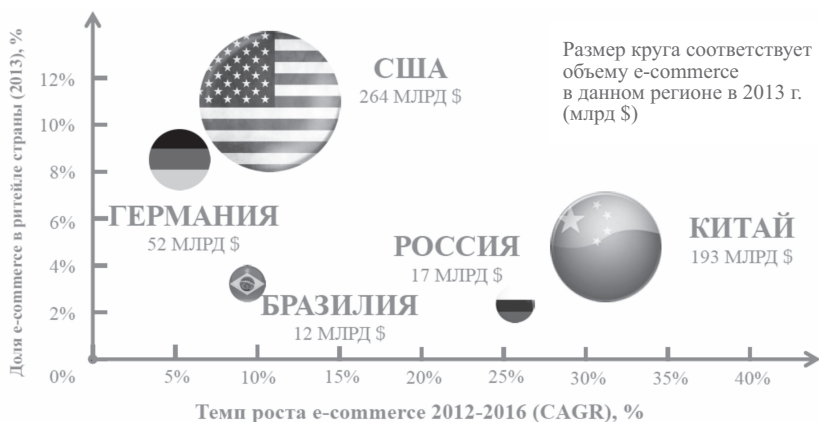 Доля e-commerce в ритейле страны (2013), %
12%
10%
8%
6%
4%
2%
0%
США
264 МЛРД $
Размер круга соответствует
объему e-commerce
в данном регионе в 2013 г.
(млрд $)
ГЕРМАНИЯ
52 МЛРД $
КИТАЙ
193 МЛРД $
РОССИЯ
17 МЛРД $
БРАЗИЛИЯ
12 МЛРД $
5%
10%
15%
20%
25%
30%
35%
40%
Темп роста e-commerce 2012-2016 (CAGR), %